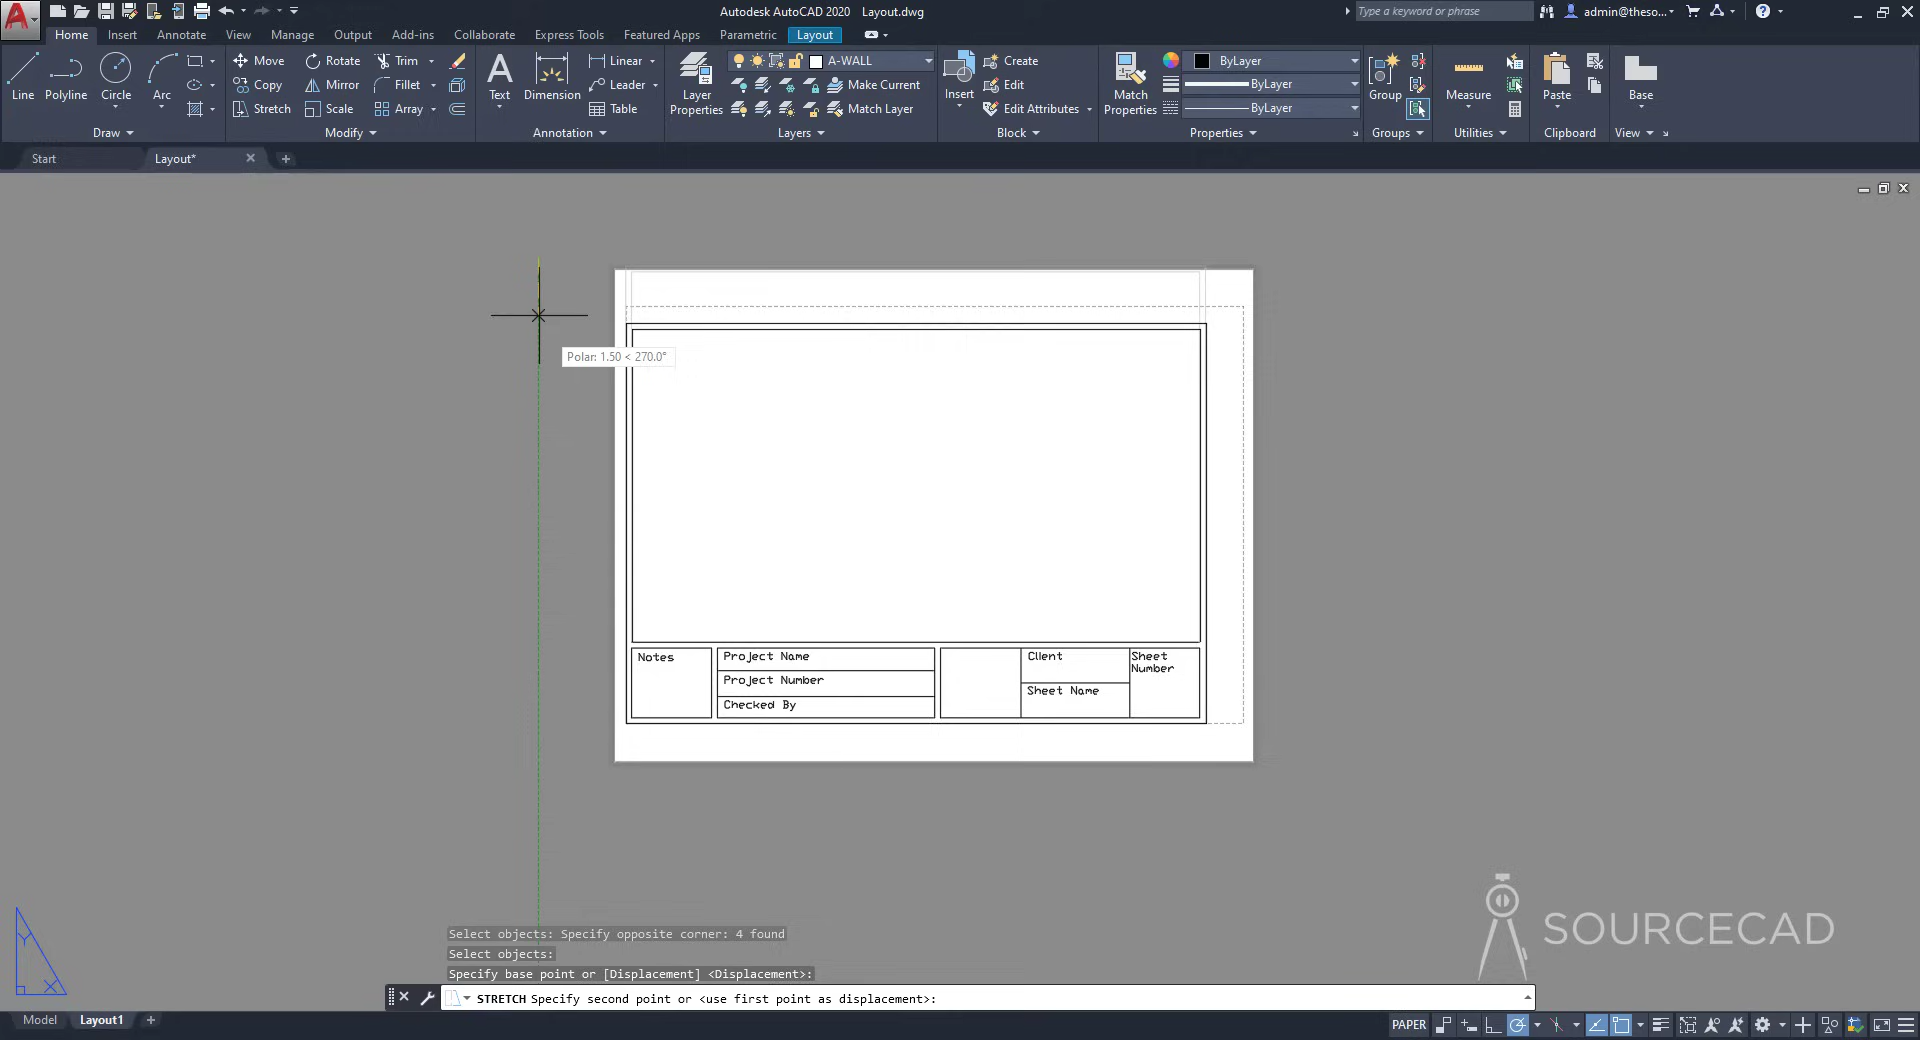 Autodesk AutoCAD 2020 Layout.dwg
Type a keyword or phrase
admin@theso...
Home Insert Annotate View Manage Output Add-ins Collaborate Express Tools Featured Apps Parametric Layout
Line Polyline Circle Arc
Move Rotate Trim
Copy Mirror Fillet
Stretch Scale Array
Text Dimension
Linear
Leader
Table
Layer Properties
A-WALL
Make Current
Match Layer
Insert
Create
Edit
Edit Attributes
Match Properties
ByLayer
ByLayer
ByLayer
Group
Measure
Paste
Base
Draw Modify Annotation Layers Block Properties Groups Utilities Clipboard View
Start Layout*
Polar: 1.50 < 270.0°
Notes
Project Name
Project Number
Checked By
Client
Sheet Name
Sheet
Number
SOURCECAD
Select objects: Specify opposite corner: 4 found
Select objects:
Specify base point or [Displacement] <Displacement>:
STRETCH Specify second point or <use first point as displacement>:
Model Layout1
PAPER